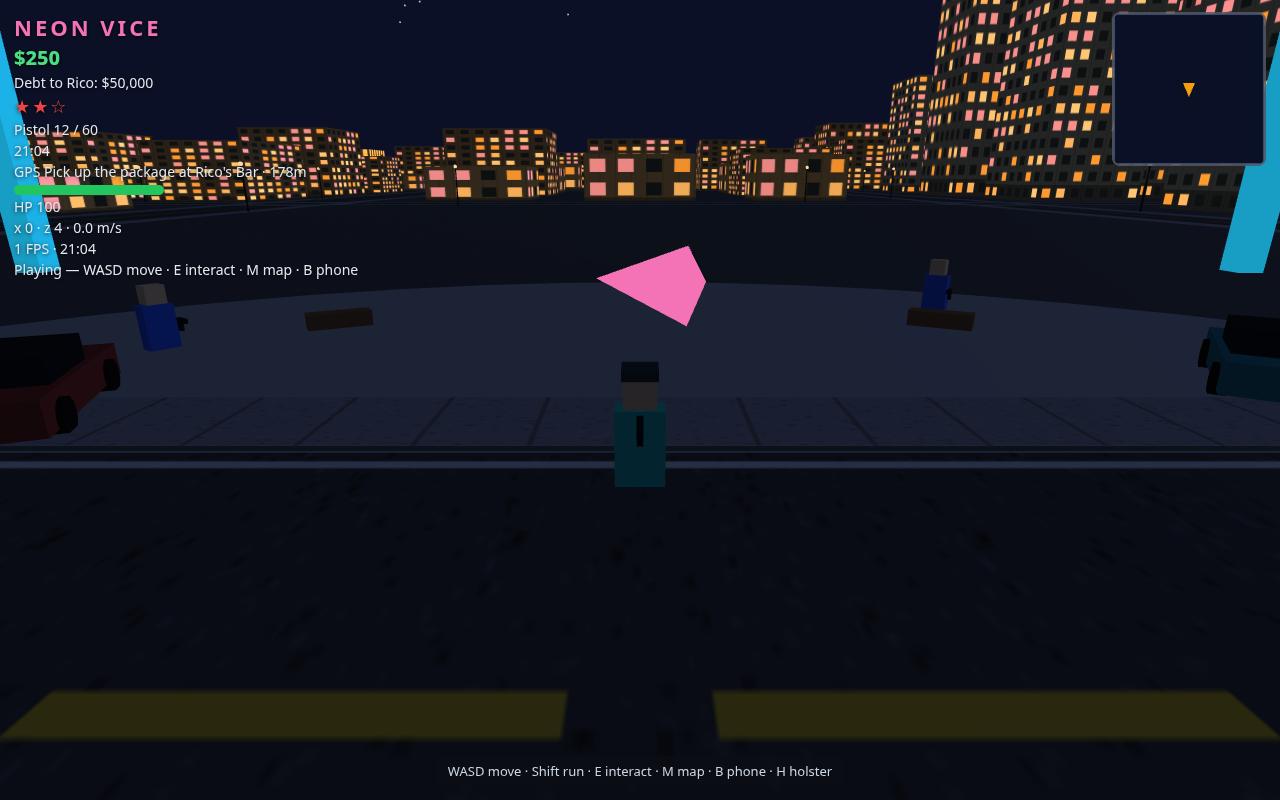 NEON VICE
$250
Debt to Rico: $50,000
★★☆
Pistol 12 / 60
21:04
GPS Pick up the package at Rico's Bar · 178m
HP 100
x 0 · z 4 · 0.0 m/s
1 FPS · 21:04
Playing — WASD move · E interact · M map · B phone
WASD move · Shift run · E interact · M map · B phone · H holster